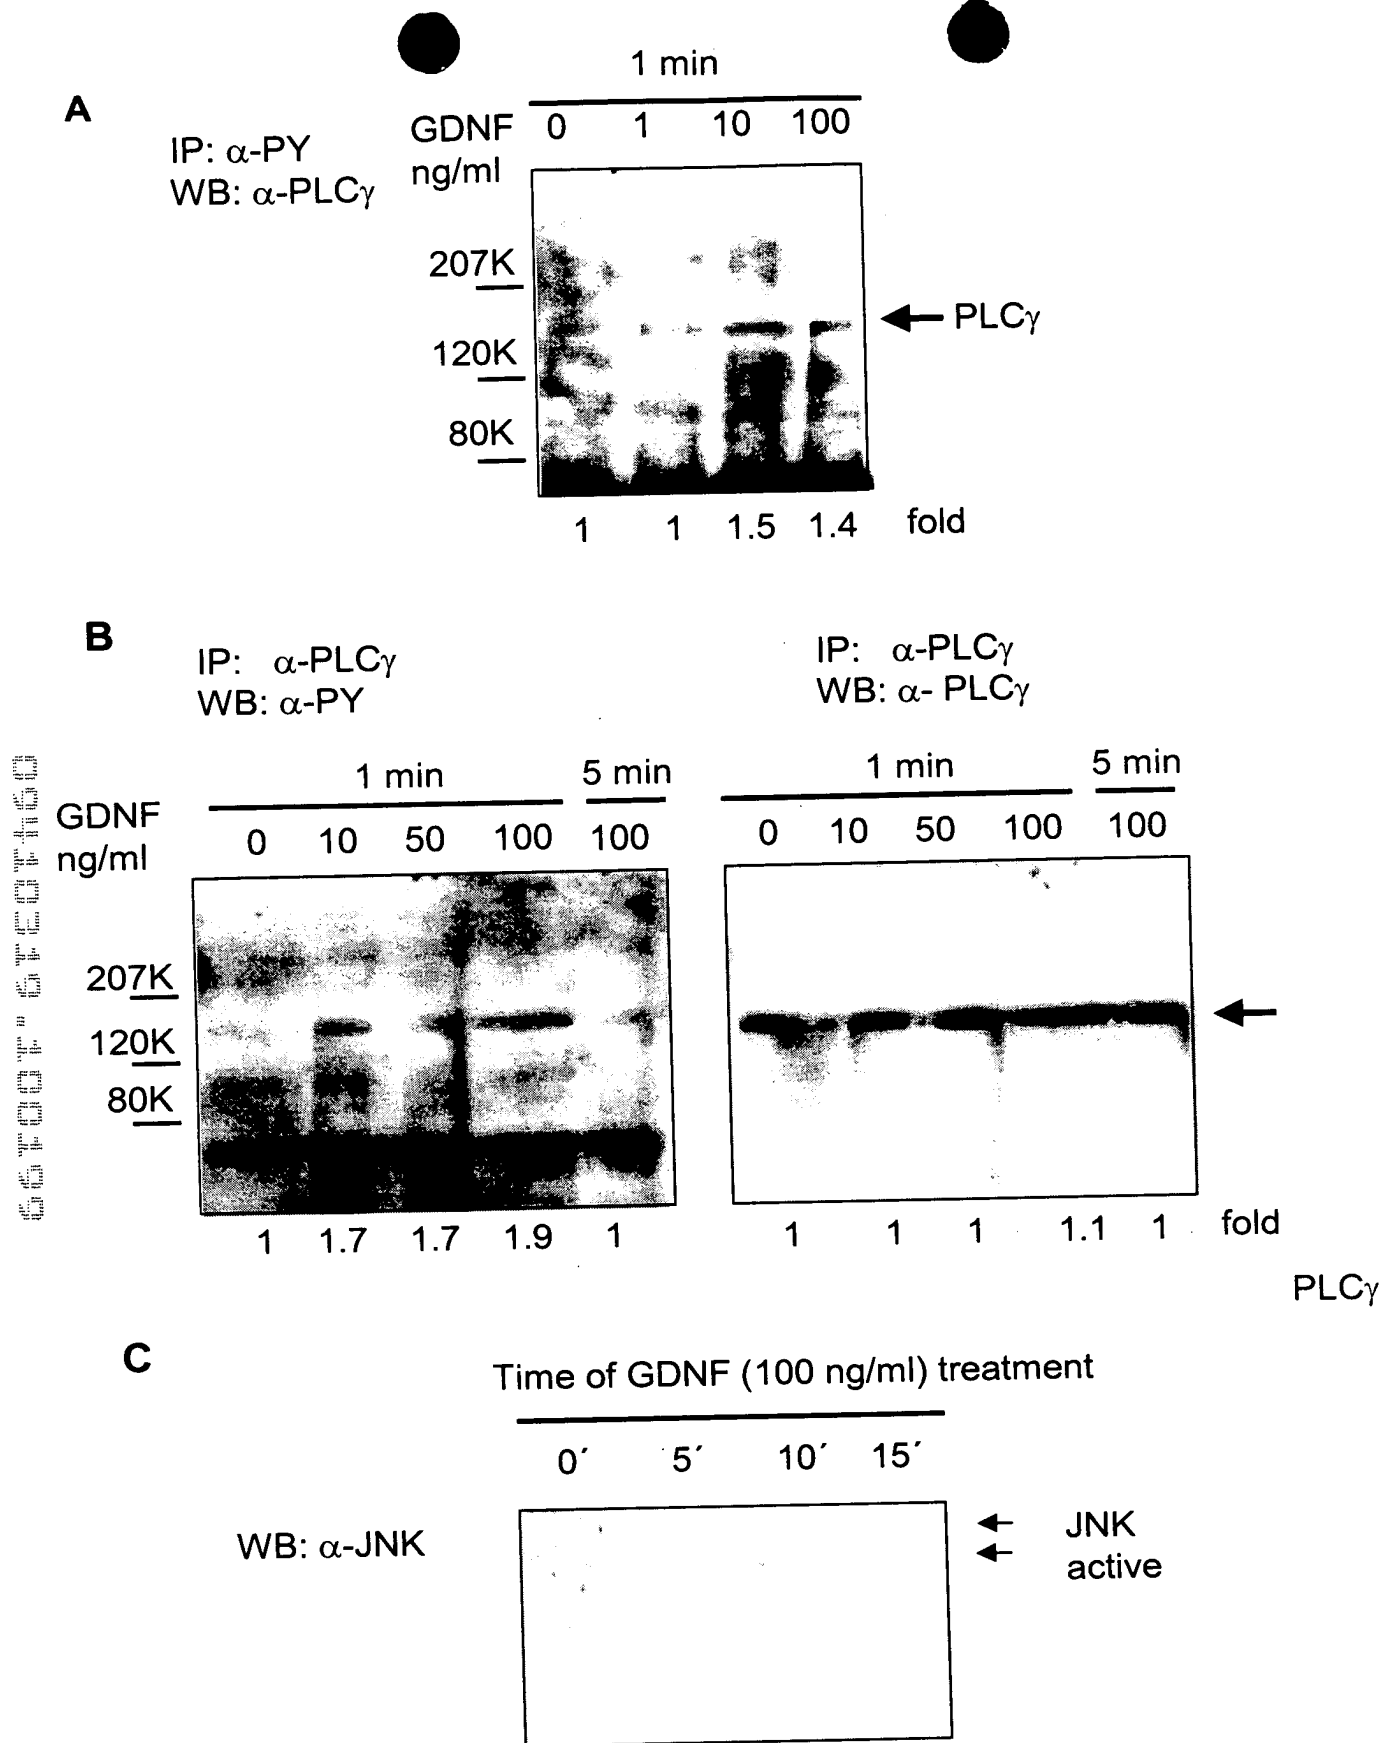 1 min
A
GDNF 0 1 10 100
ng/ml
IP: α-PY
WB: α-PLCγ
207K
PLCγ
120K
80K
1 1 1.5 1.4 fold
B
IP: α-PLCγ
WB: α-PY
IP: α-PLCγ
WB: α- PLCγ
1 min 5 min
GDNF
ng/ml
0 10 50 100 100
1 min 5 min
0 10 50 100 100
207K
120K
80K
1 1.7 1.7 1.9 1
1 1 1 1.1 1 fold
PLCγ
C
Time of GDNF (100 ng/ml) treatment
0´ 5´ 10´ 15´
WB: α-JNK
JNK
active